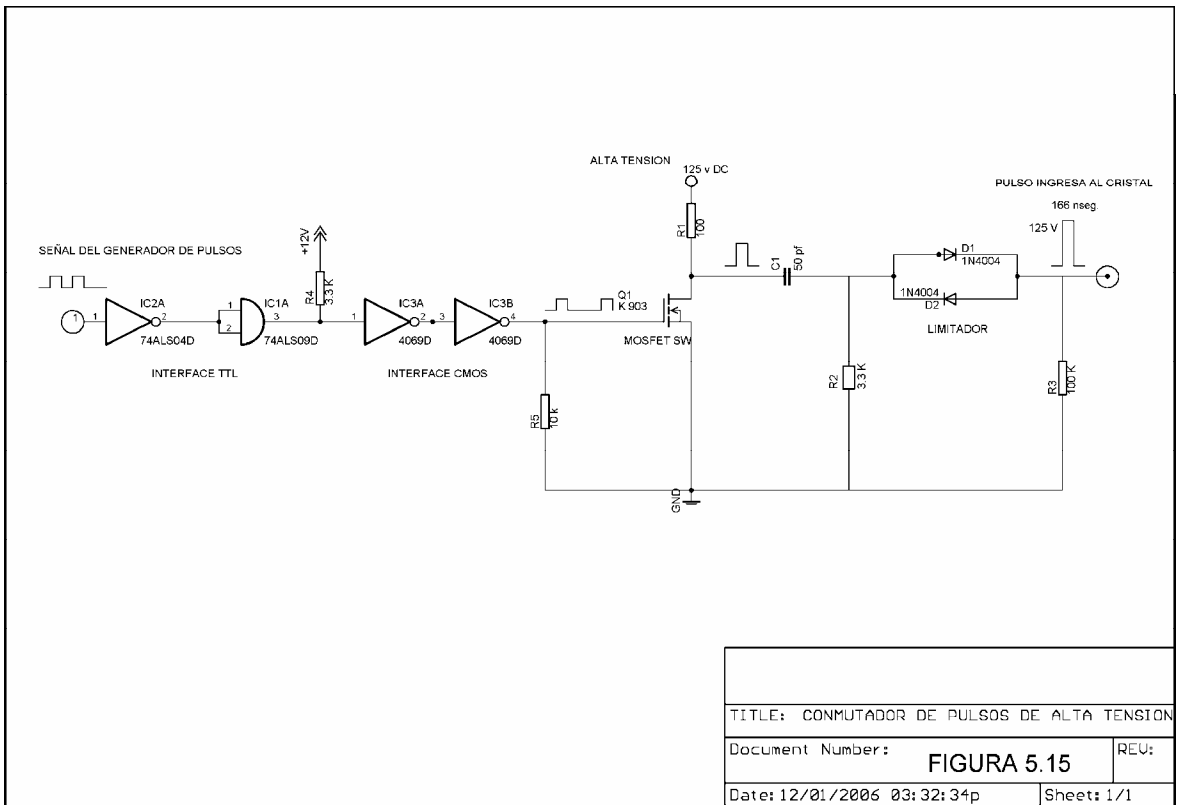 ALTA TENSION
125 v DC
R1
100
PULSO INGRESA AL CRISTAL
166 nseg.
125 V
SEÑAL DEL GENERADOR DE PULSOS
+12V
R4
3.3 K
1
1
IC2A
2
74ALS04D
1
2
IC1A
3
74ALS09D
1
IC3A
2
4069D
3
IC3B
4
4069D
INTERFACE TTL
INTERFACE CMOS
Q1
K 903
MOSFET SW
C1
50 pf
D1
1N4004
1N4004
D2
LIMITADOR
R5
10 k
R2
3.3 K
R3
100 K
GND
TITLE: CONMUTADOR DE PULSOS DE ALTA TENSION
Document Number:
FIGURA 5.15
REV:
Date: 12/01/2006 03:32:34p
Sheet: 1/1